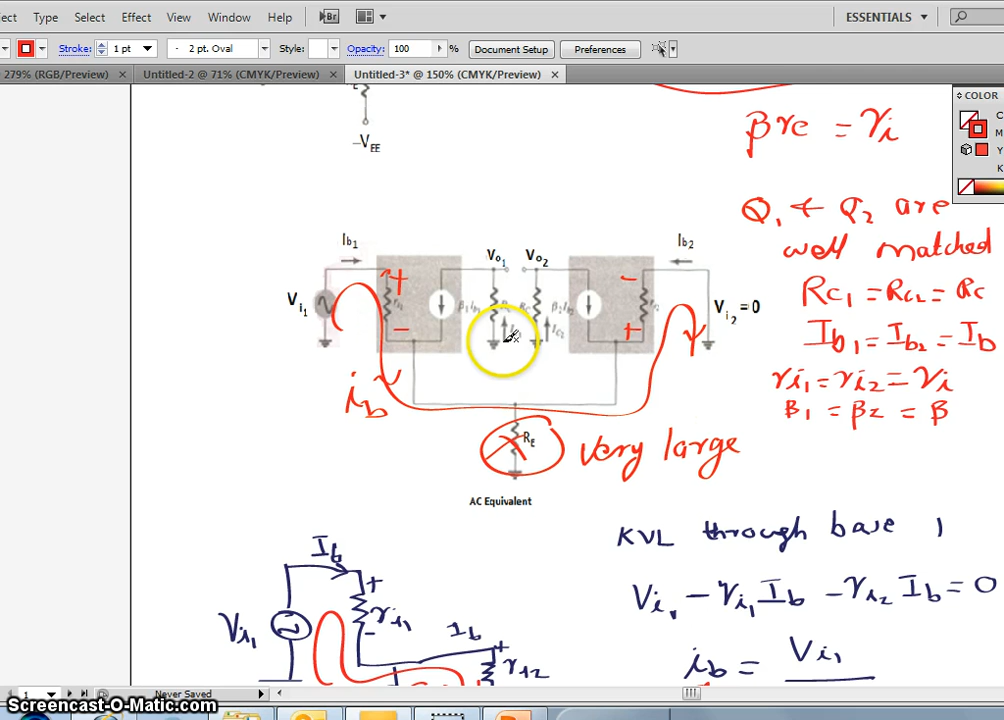 ect Type Select Effect View Window Help Br ESSENTIALS
Stroke: 1 pt 2 pt. Oval Style: Opacity: 100 % Document Setup Preferences
279% (RGB/Preview) × Untitled-2 @ 71% (CMYK/Preview) × Untitled-3* @ 150% (CMYK/Preview) ×
COLOR
C
M
Y
K
-VEE
βre = ri
Q1 & Q2 are
well matched
RC1 = RC2 = RC
Ib1 = Ib2 = Ib
ri1 = ri2 = ri
β1 = β2 = β
Ib1 Vo1 Vo2 Ib2
Vi1 + - Vi2 = 0
- +
ib
RE very large
AC Equivalent
KVL through base 1
Ib
+
Vi1 - ri1 Ib - ri2 Ib = 0
Vi1 ri1
-
Ib +
ri2
ib = Vi1
1
Never Saved
Screencast-O-Matic.com